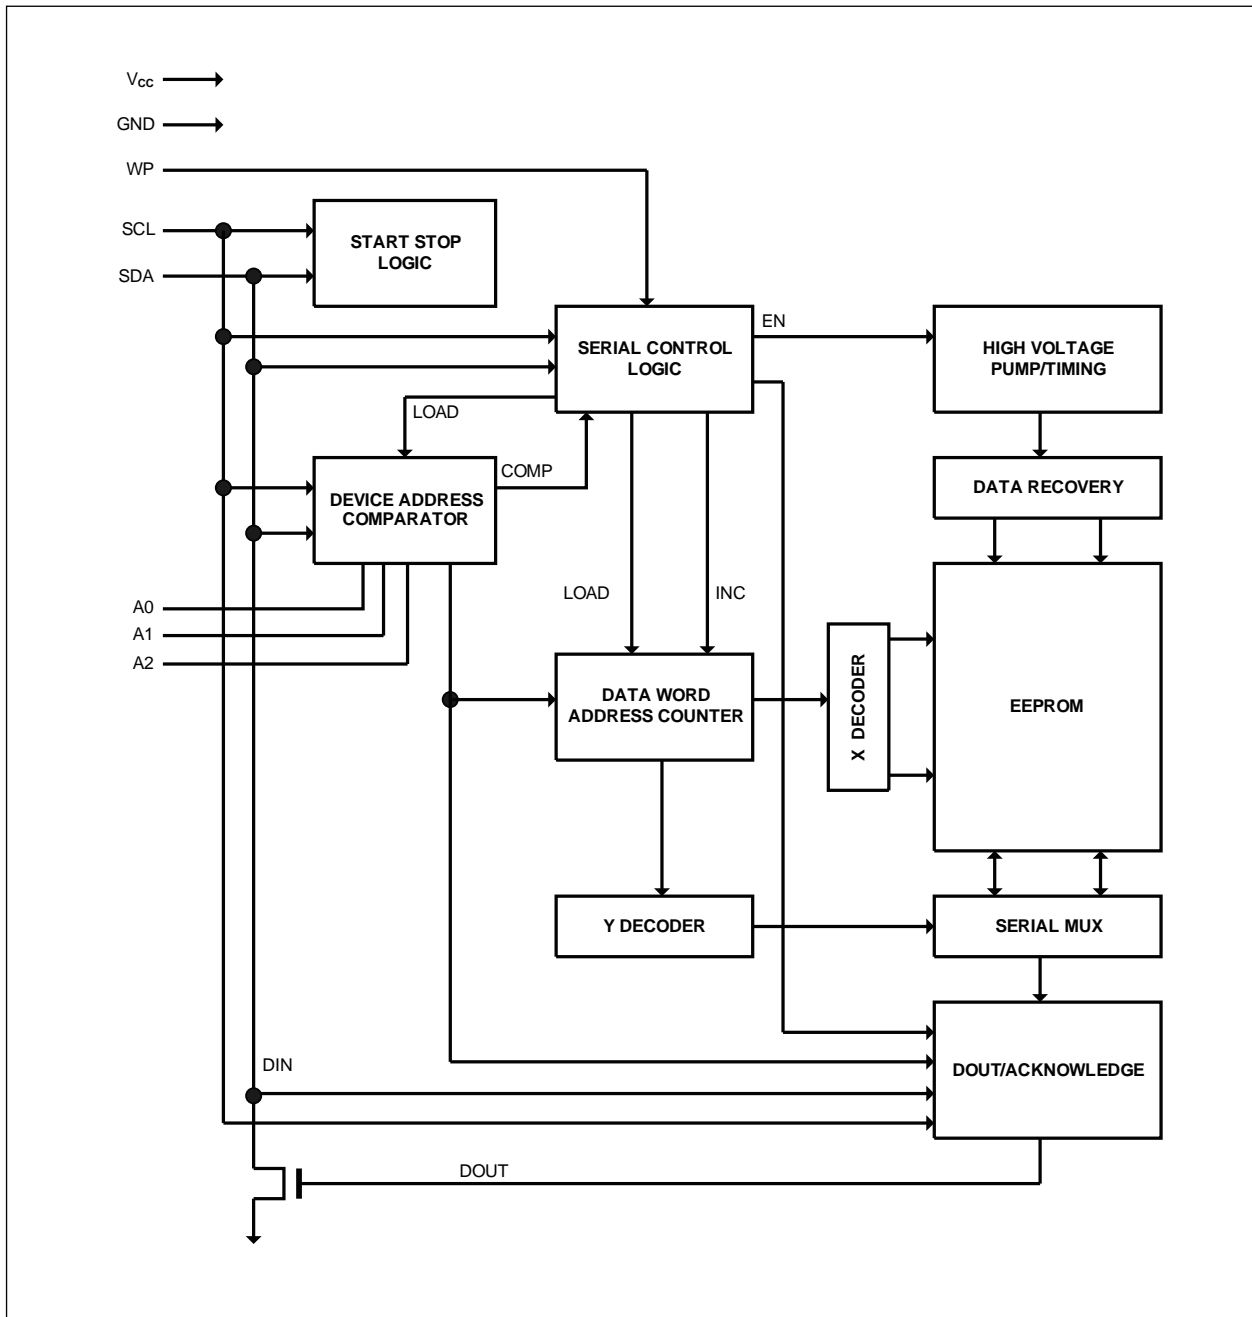 Vcc
GND
WP
SCL
SDA
START STOP
LOGIC
SERIAL CONTROL
LOGIC
EN
HIGH VOLTAGE
PUMP/TIMING
LOAD
COMP
DEVICE ADDRESS
COMPARATOR
DATA RECOVERY
A0
A1
A2
LOAD
INC
DATA WORD
ADDRESS COUNTER
X DECODER
EEPROM
Y DECODER
SERIAL MUX
DIN
DOUT/ACKNOWLEDGE
DOUT